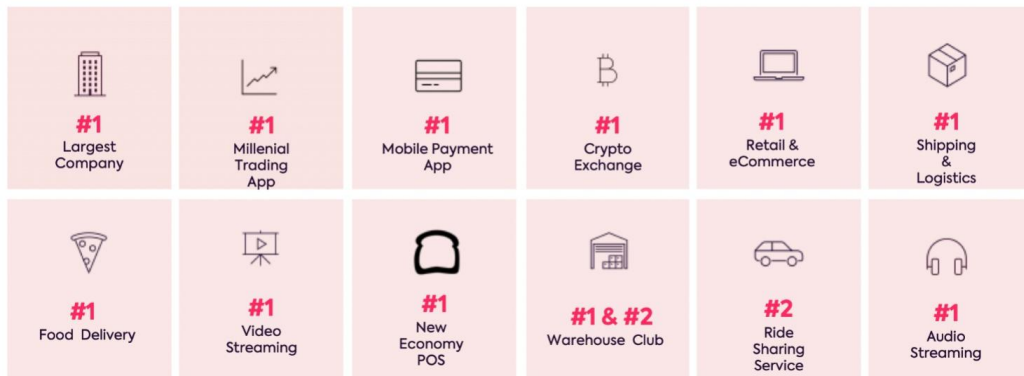 #1
Largest
Company
#1
Millenial
Trading
App
#1
Mobile Payment
App
#1
Crypto
Exchange
#1
Retail &
eCommerce
#1
Shipping
&
Logistics
#1
Food Delivery
#1
Video
Streaming
#1
New
Economy
POS
#1 & #2
Warehouse Club
#2
Ride
Sharing
Service
#1
Audio
Streaming